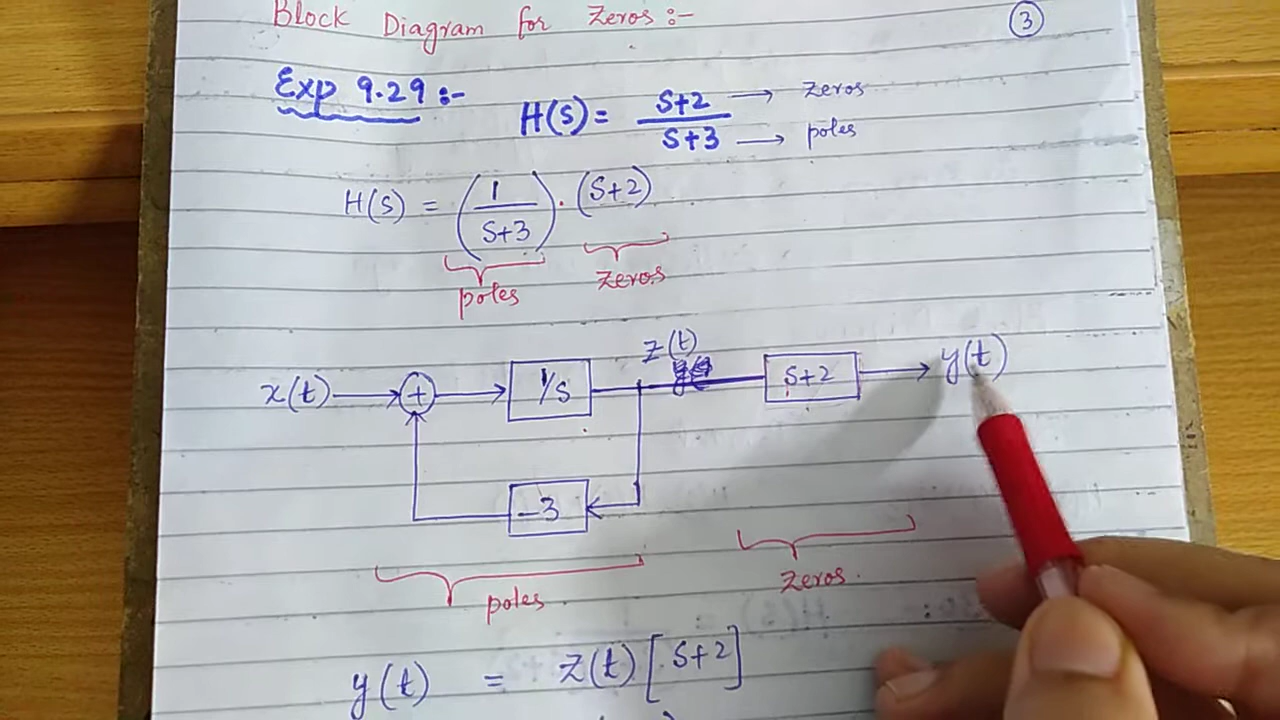 Block Diagram for Zeros :-
3
Exp 9.29 :-
H(s) = S+2 / S+3
→ zeros
→ poles
H(s) = (1 / S+3) . (S+2)
poles
zeros
z(t)
x(t) + 1/s S+2 y(t)
-3
poles
zeros
y(t) = z(t) [S+2]